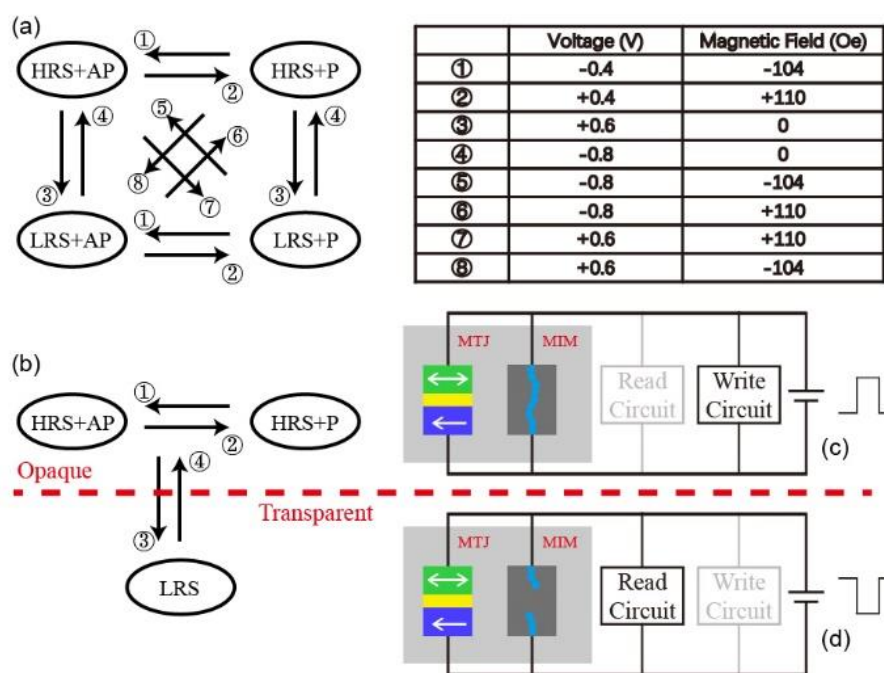 (a)
①
HRS+AP
HRS+P
②
④
⑤
⑥
④
③
⑧
⑦
③
①
LRS+AP
LRS+P
②
Voltage (V) Magnetic Field (Oe)
① -0.4 -104
② +0.4 +110
③ +0.6 0
④ -0.8 0
⑤ -0.8 -104
⑥ -0.8 +110
⑦ +0.6 +110
⑧ +0.6 -104
(b)
①
HRS+AP
HRS+P
②
④
Opaque
Transparent
③
LRS
MTJ MIM
Read
Circuit
Write
Circuit
(c)
MTJ MIM
Read
Circuit
Write
Circuit
(d)